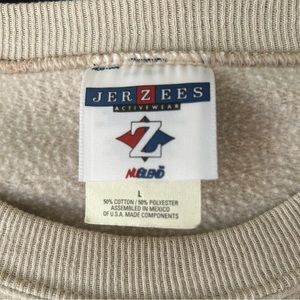 JERZEES
ACTIVEWEAR
Z
NUBLEND
L
50% COTTON / 50% POLYESTER
ASSEMBLED IN MEXICO
OF U.S.A. MADE COMPONENTS